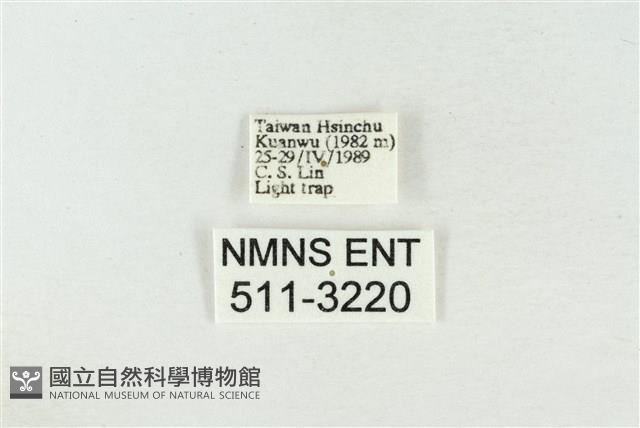 Taiwan Hsinchu
Kuanwu (1982 m)
25-29/IV/1989
C. S. Lin
Light trap
NMNS ENT
511-3220
國立自然科學博物館
NATIONAL MUSEUM OF NATURAL SCIENCE